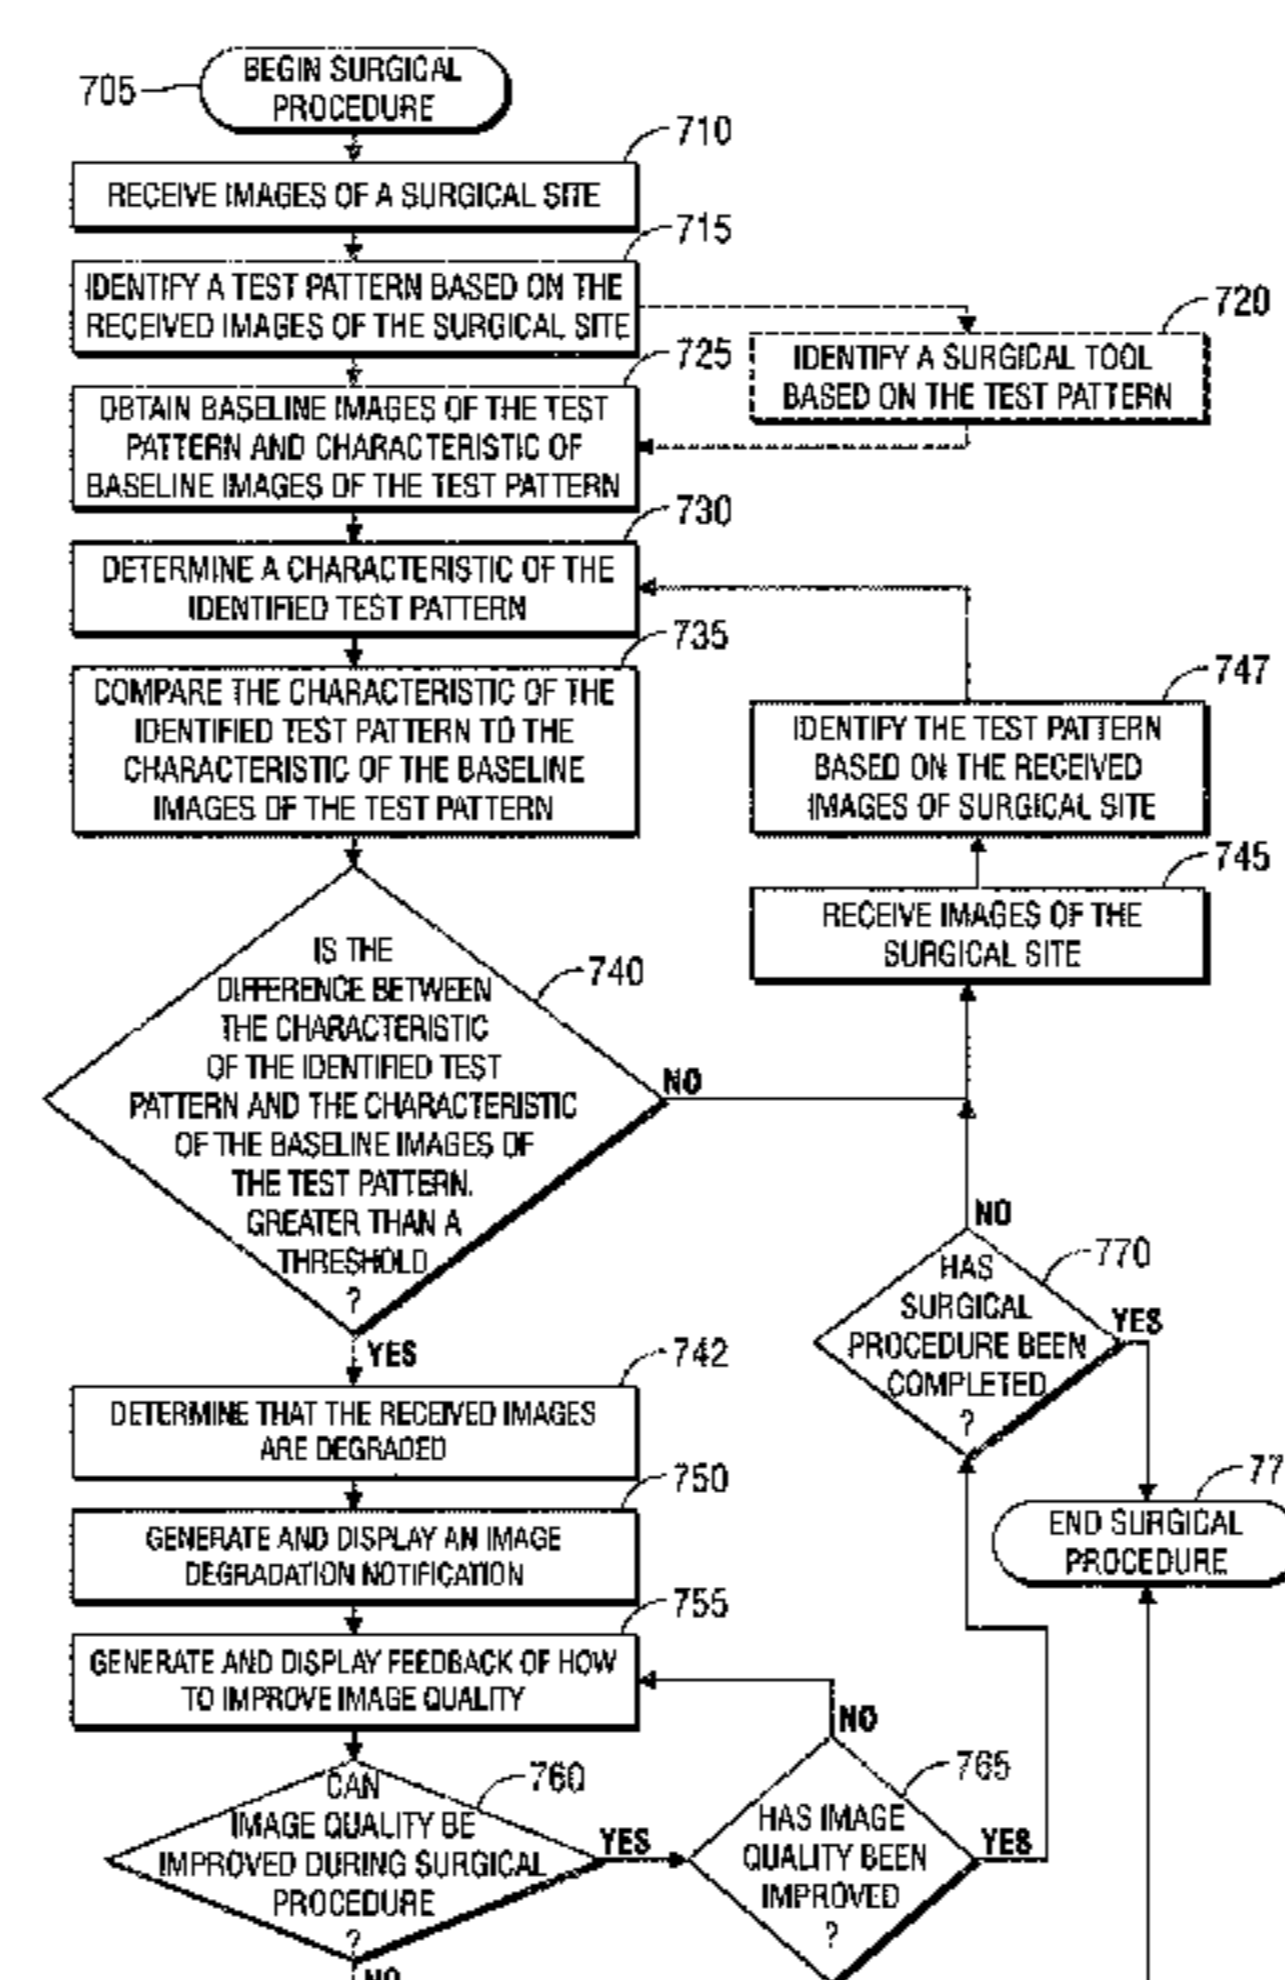 705
BEGIN SURGICAL
PROCEDURE
710
RECEIVE IMAGES OF A SURGICAL SITE
715
IDENTIFY A TEST PATTERN BASED ON THE
RECEIVED IMAGES OF THE SURGICAL SITE
720
IDENTIFY A SURGICAL TOOL
BASED ON THE TEST PATTERN
725
OBTAIN BASELINE IMAGES OF THE TEST
PATTERN AND CHARACTERISTIC OF
BASELINE IMAGES OF THE TEST PATTERN
730
DETERMINE A CHARACTERISTIC OF THE
IDENTIFIED TEST PATTERN
735
COMPARE THE CHARACTERISTIC OF THE
IDENTIFIED TEST PATTERN TO THE
CHARACTERISTIC OF THE BASELINE
IMAGES OF THE TEST PATTERN
747
IDENTIFY THE TEST PATTERN
BASED ON THE RECEIVED
IMAGES OF SURGICAL SITE
745
RECEIVE IMAGES OF THE
SURGICAL SITE
740
IS THE
DIFFERENCE BETWEEN
THE CHARACTERISTIC
OF THE IDENTIFIED TEST
PATTERN AND THE CHARACTERISTIC
OF THE BASELINE IMAGES OF
THE TEST PATTERN.
GREATER THAN A
THRESHOLD
?
NO
YES
NO
770
HAS
SURGICAL
PROCEDURE BEEN
COMPLETED
?
YES
742
DETERMINE THAT THE RECEIVED IMAGES
ARE DEGRADED
750
GENERATE AND DISPLAY AN IMAGE
DEGRADATION NOTIFICATION
77
END SURGICAL
PROCEDURE
755
GENERATE AND DISPLAY FEEDBACK OF HOW
TO IMPROVE IMAGE QUALITY
760
CAN
IMAGE QUALITY BE
IMPROVED DURING SURGICAL
PROCEDURE
?
YES
NO
NO
765
HAS IMAGE
QUALITY BEEN
IMPROVED
?
YES